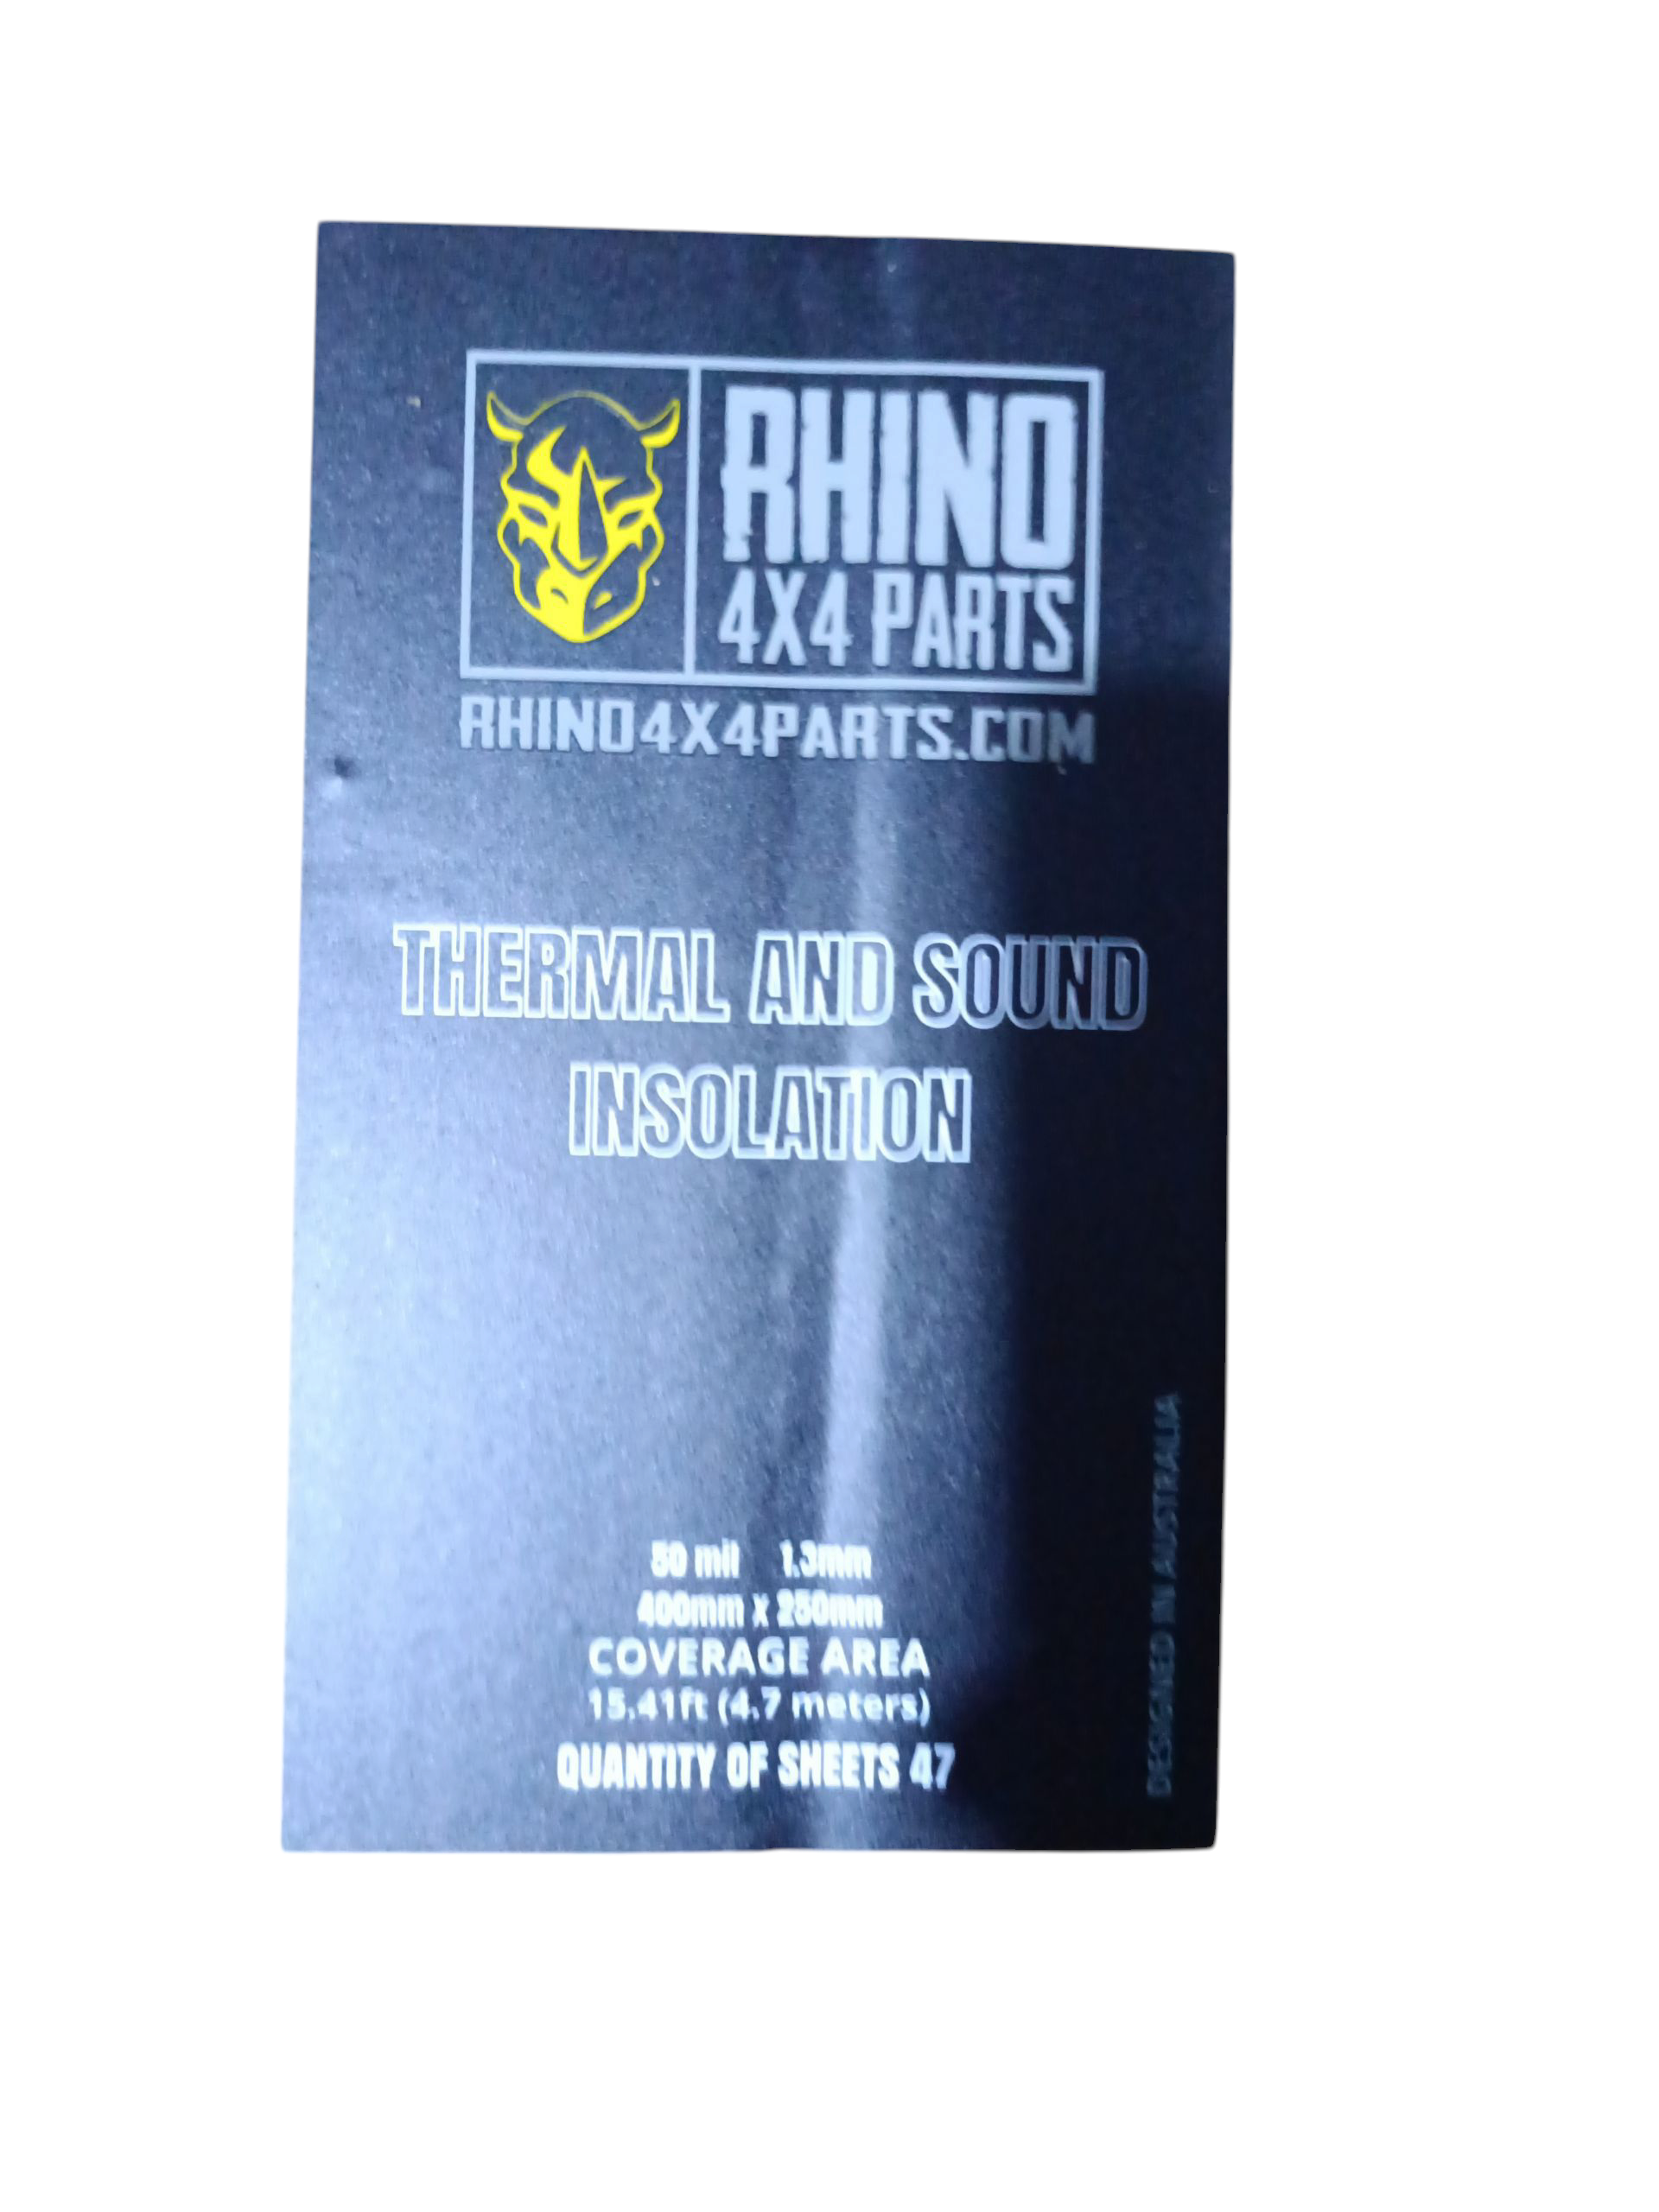 RHINO
4X4 PARTS
RHINO4X4PARTS.COM
THERMAL AND SOUND
INSOLATION
50 mil 1.3mm
400mm x 250mm
COVERAGE AREA
15.41ft (4.7 meters)
QUANTITY OF SHEETS 47
DESIGNED IN AUSTRALIA